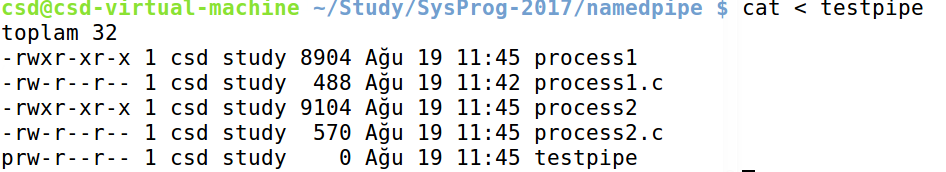 csd@csd-virtual-machine ~/Study/SysProg-2017/namedpipe $ cat < testpipe
toplam 32
-rwxr-xr-x 1 csd study 8904 Ağu 19 11:45 process1
-rw-r--r-- 1 csd study  488 Ağu 19 11:42 process1.c
-rwxr-xr-x 1 csd study 9104 Ağu 19 11:45 process2
-rw-r--r-- 1 csd study  570 Ağu 19 11:45 process2.c
prw-r--r-- 1 csd study    0 Ağu 19 11:45 testpipe